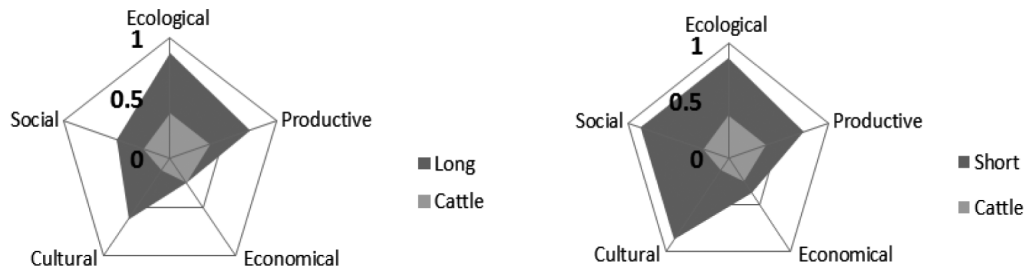 Ecological
1
0.5
Social
Productive
0
Long
Cattle
Cultural
Economical
Ecological
1
0.5
Social
Productive
0
Short
Cattle
Cultural
Economical